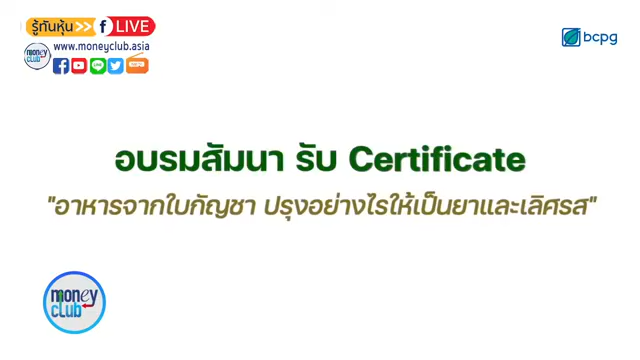 รู้ทันหุ้น >> f LIVE
bcpg
money club www.moneyclub.asia
อบรมสัมนา รับ Certificate
"อาหารจากใบกัญชา ปรุงอย่างไรให้เป็นยาและเลิศรส"
money club